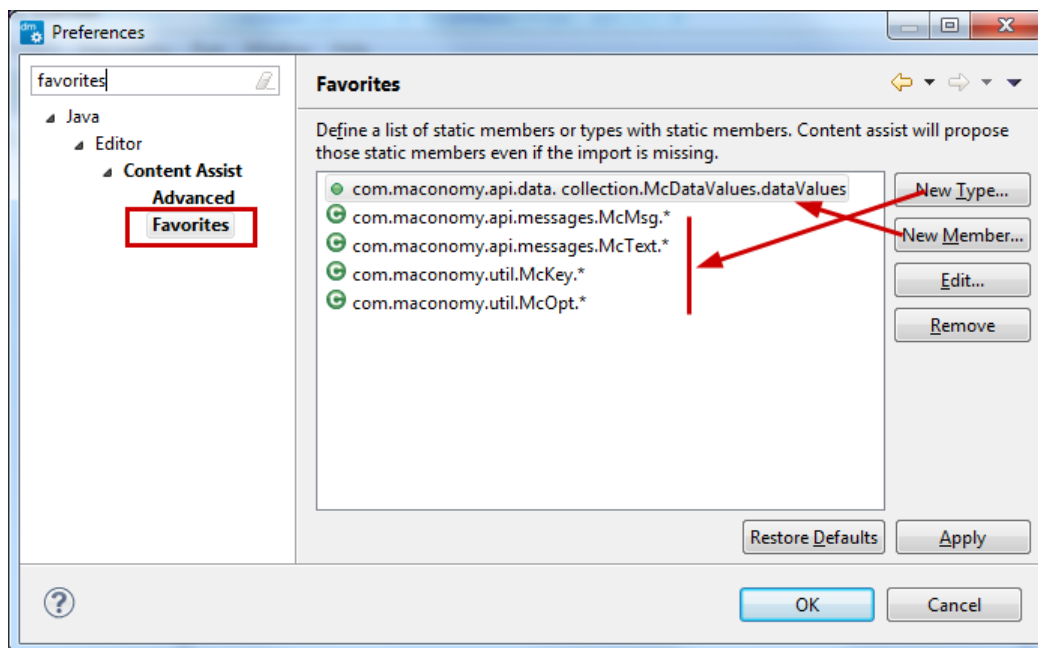 dm
Preferences
favorites
Java
Editor
Content Assist
Advanced
Favorites
Favorites
Define a list of static members or types with static members. Content assist will propose
those static members even if the import is missing.
com.maconomy.api.data. collection.McDataValues.dataValues
com.maconomy.api.messages.McMsg.*
com.maconomy.api.messages.McText.*
com.maconomy.util.McKey.*
com.maconomy.util.McOpt.*
New Type...
New Member...
Edit...
Remove
Restore Defaults
Apply
OK
Cancel